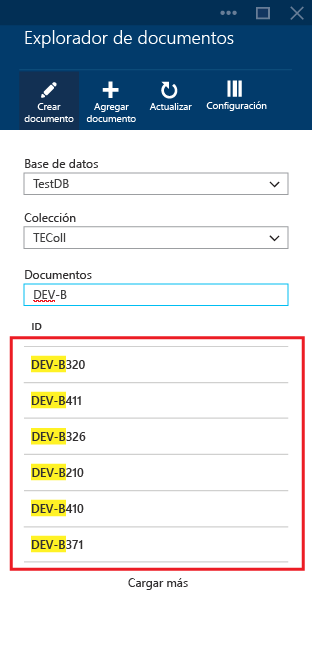 Explorador de documentos
Crear documento
Agregar documento
Actualizar
Configuración
Base de datos
TestDB
Colección
TEColl
Documentos
DEV-B
ID
DEV-B320
DEV-B411
DEV-B326
DEV-B210
DEV-B410
DEV-B371
Cargar más